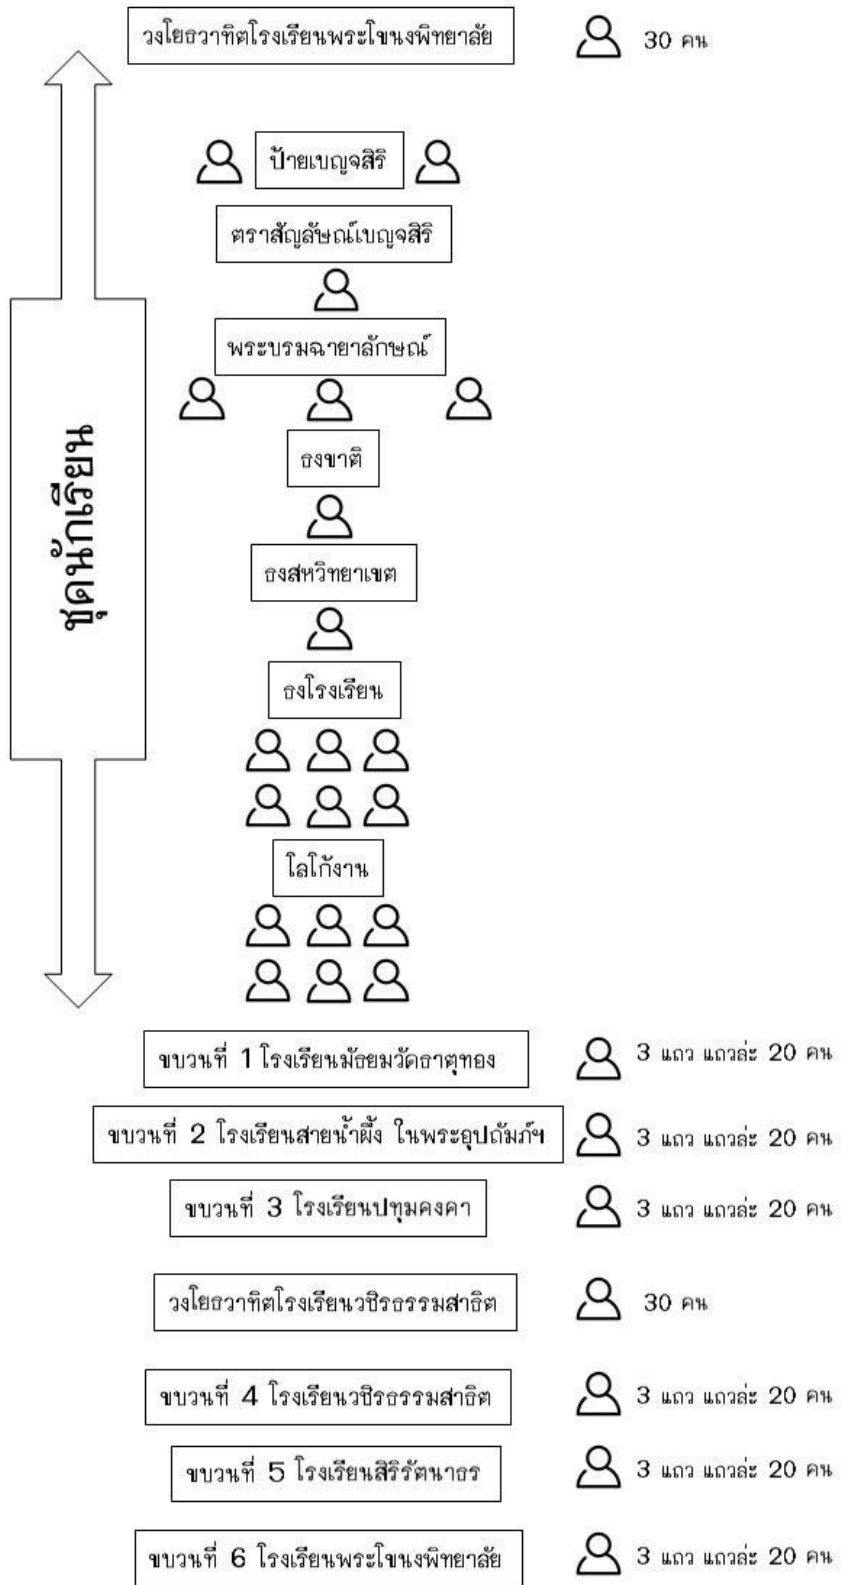 วงโยธวาทิตโรงเรียนพระโขนงพิทยาลัย 30 คน
ป้ายเบญจสิริ
ตราสัญลัษณ์เบญจสิริ
พระบรมฉายาลักษณ์
ธงชาติ
ธงสหวิทยาเขต
ธงโรงเรียน
โลโก้งาน
ชุดนักเรียน
ขบวนที่ 1 โรงเรียนมัธยมวัดธาตุทอง 3 แถว แถวล่ะ 20 คน
ขบวนที่ 2 โรงเรียนสายน้ำผึ้ง ในพระอุปถัมภ์ฯ 3 แถว แถวล่ะ 20 คน
ขบวนที่ 3 โรงเรียนปทุมคงคา 3 แถว แถวล่ะ 20 คน
วงโยธวาทิตโรงเรียนวชิรธรรมสาธิต 30 คน
ขบวนที่ 4 โรงเรียนวชิรธรรมสาธิต 3 แถว แถวล่ะ 20 คน
ขบวนที่ 5 โรงเรียนสิริรัตนาธร 3 แถว แถวล่ะ 20 คน
ขบวนที่ 6 โรงเรียนพระโขนงพิทยาลัย 3 แถว แถวล่ะ 20 คน